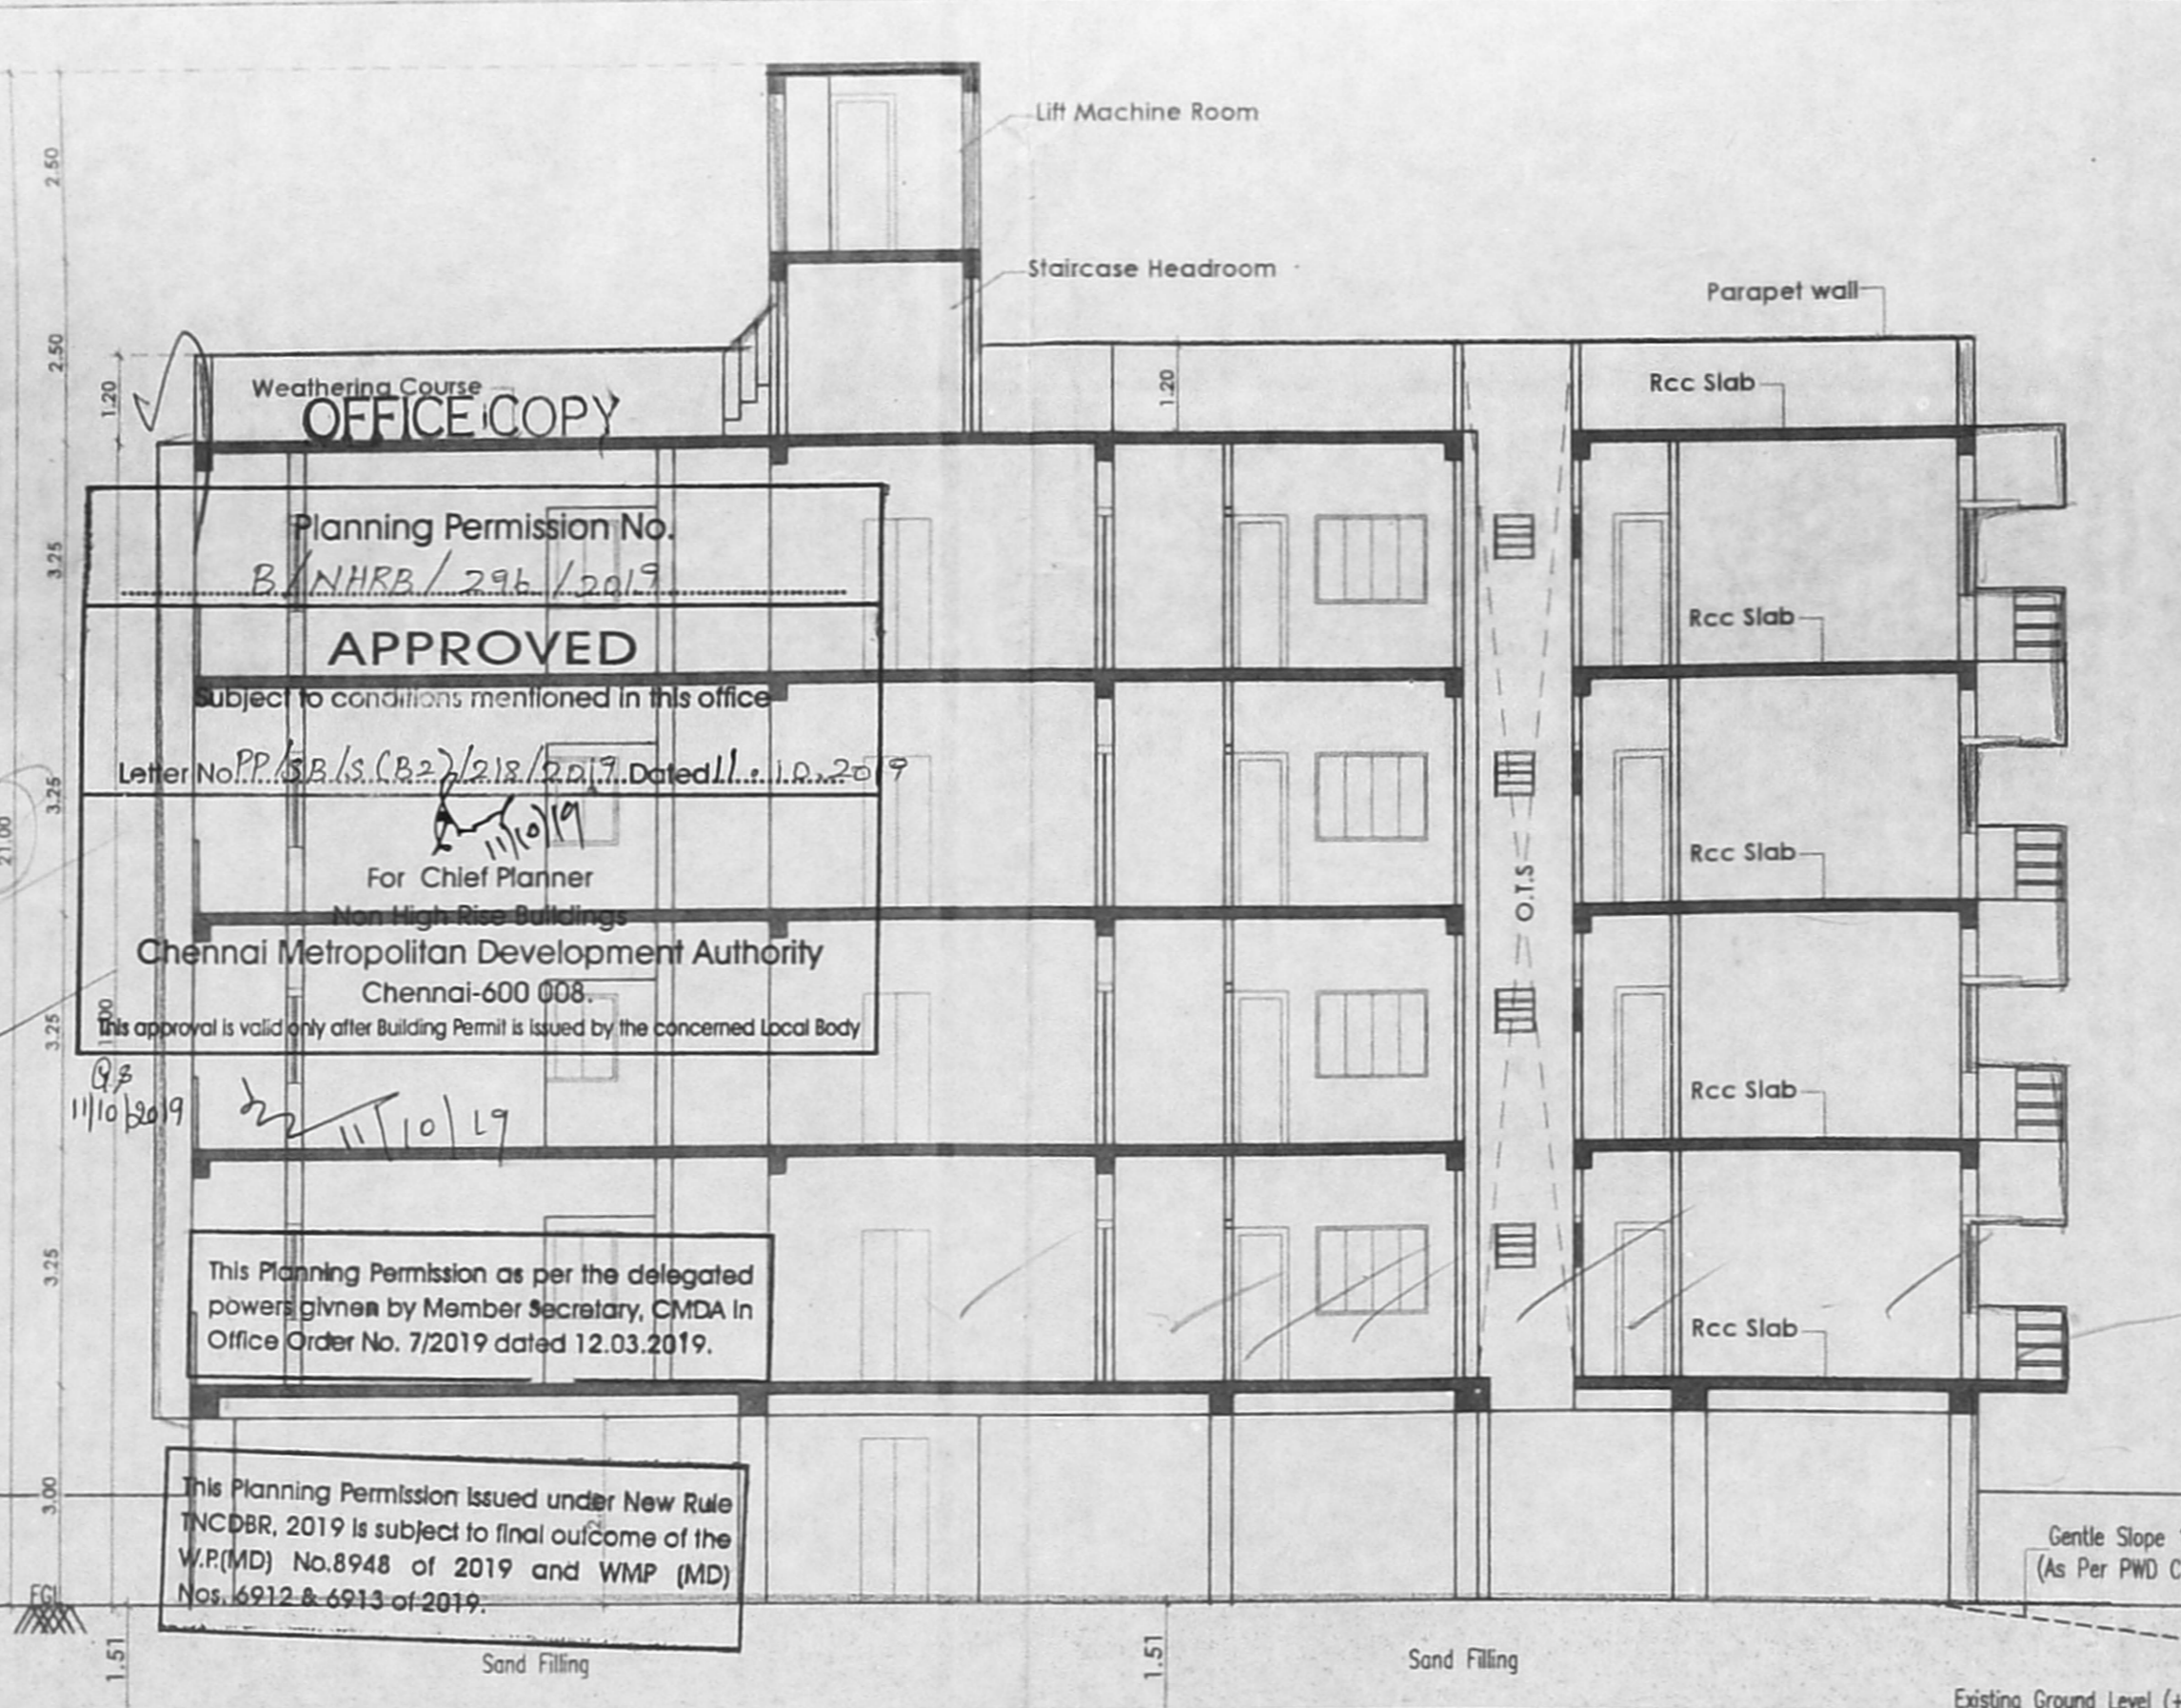 Lift Machine Room
2.50
Staircase Headroom
Parapet wall
2.50
1.20
Weathering Course
OFFICE COPY
1.20
Rcc Slab
Planning Permission No.
B/NHRB/296/2019
3.25
Rcc Slab
APPROVED
Subject to conditions mentioned in this office
Letter No PP/SB/S(B2)/218/2019 Dated 11.10.2019
3.25
21.00
11/10/19
Rcc Slab
O.T.S
For Chief Planner
Non High Rise Buildings
Chennai Metropolitan Development Authority
Chennai-600 008.
This approval is valid only after Building Permit is issued by the concerned Local Body
3.25
Rcc Slab
11/10/2019
11/10/19
3.25
This Planning Permission as per the delegated
powers givnen by Member Secretary, CMDA in
Office Order No. 7/2019 dated 12.03.2019.
Rcc Slab
3.00
This Planning Permission issued under New Rule
TNCDBR, 2019 is subject to final outcome of the
W.P.(MD) No.8948 of 2019 and WMP (MD)
Nos. 6912 & 6913 of 2019.
Gentle Slope
(As Per PWD
FGL
1.51
Sand Filling
1.51
Sand Filling
Existing Ground Level